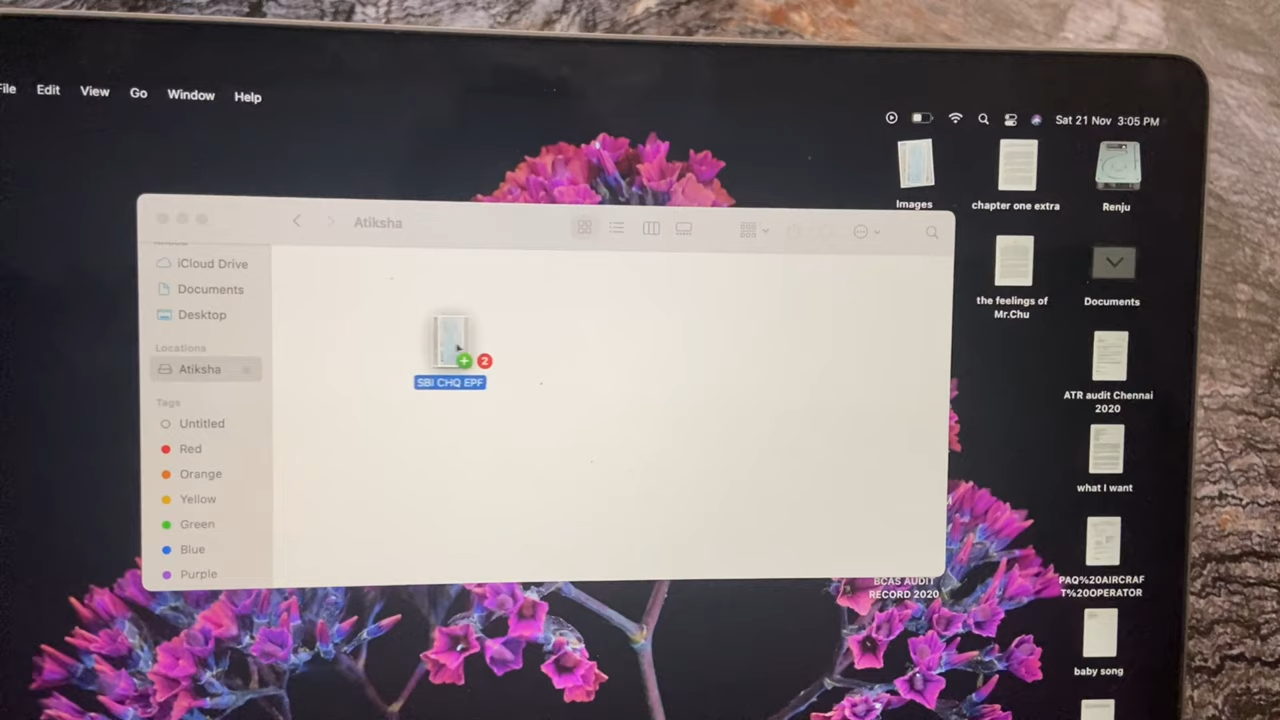 File Edit View Go Window Help
Sat 21 Nov 3:05 PM
Atiksha
iCloud Drive
Documents
Desktop
Locations
Atiksha
Tags
Untitled
Red
Orange
Yellow
Green
Blue
Purple
2
SBI CHQ EPF
Images
chapter one extra
Renju
the feelings of
Mr.Chu
Documents
ATR audit Chennai
2020
what I want
BCAS AUDIT
RECORD 2020
PAQ%20AIRCRAF
T%20OPERATOR
baby song